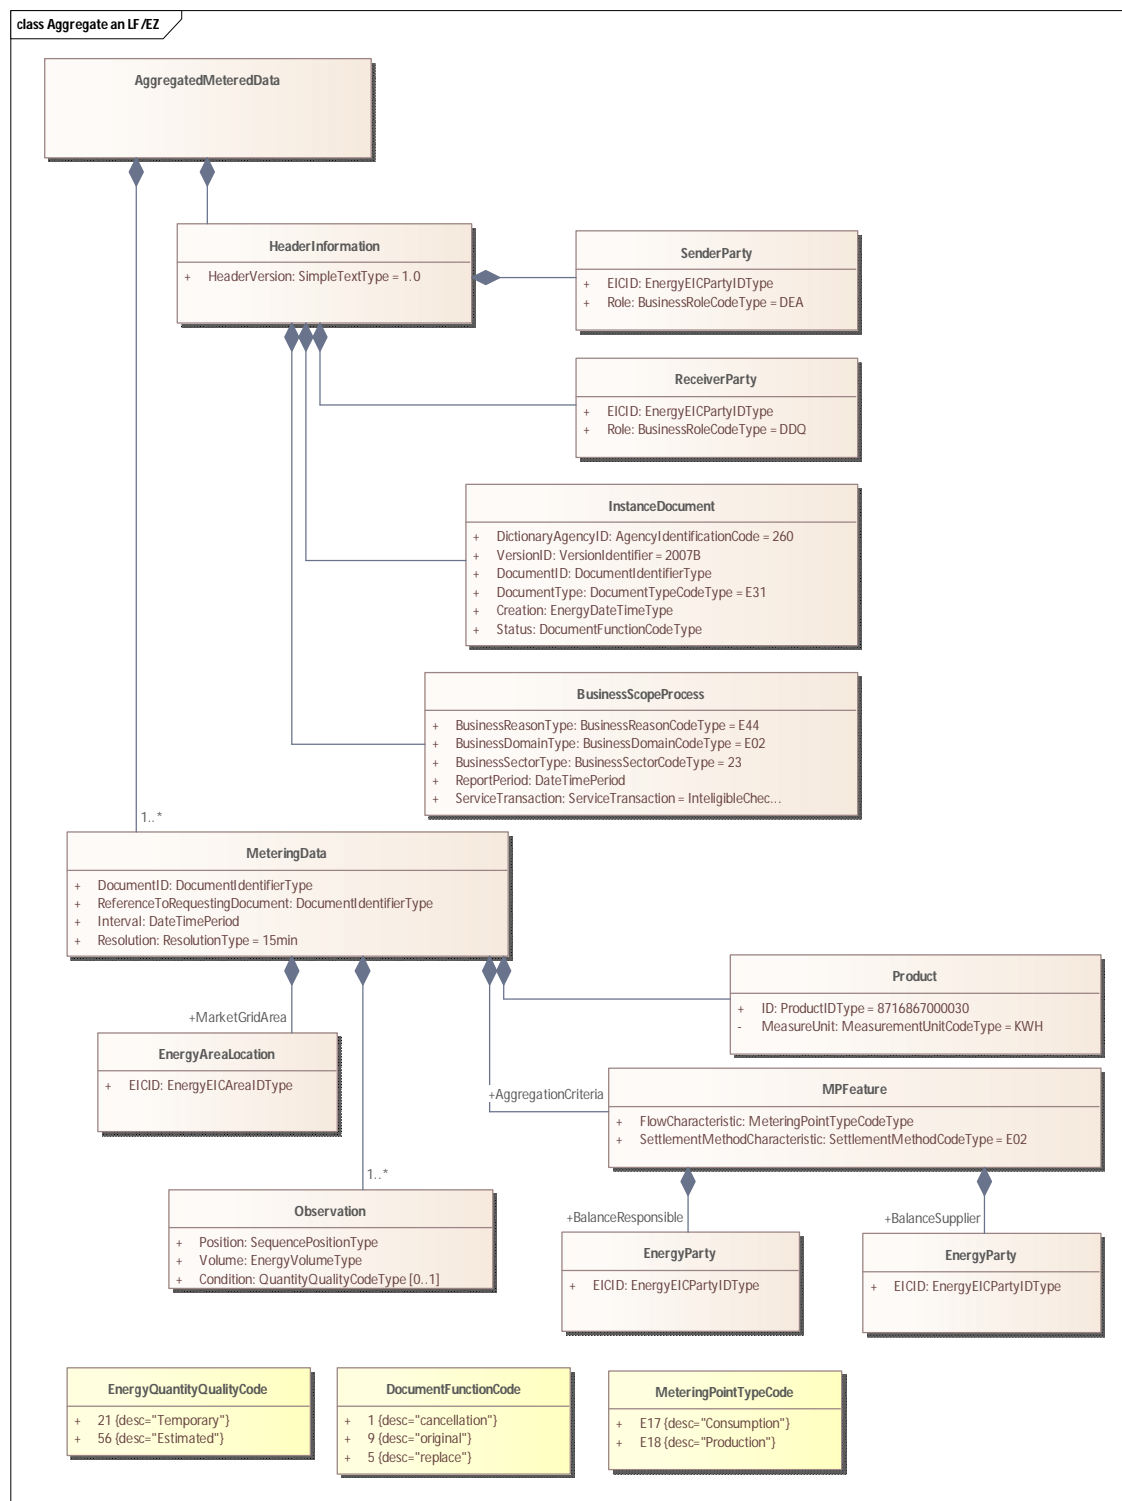 class Aggregate an LF/EZ
AggregatedMeteredData
HeaderInformation
+ HeaderVersion: SimpleTextType = 1.0
SenderParty
+ EICID: EnergyEICPartyIDType
+ Role: BusinessRoleCodeType = DEA
ReceiverParty
+ EICID: EnergyEICPartyIDType
+ Role: BusinessRoleCodeType = DDQ
InstanceDocument
+ DictionaryAgencyID: AgencyIdentificationCode = 260
+ VersionID: VersionIdentifier = 2007B
+ DocumentID: DocumentIdentifierType
+ DocumentType: DocumentTypeCodeType = E31
+ Creation: EnergyDateTimeType
+ Status: DocumentFunctionCodeType
BusinessScopeProcess
+ BusinessReasonType: BusinessReasonCodeType = E44
+ BusinessDomainType: BusinessDomainCodeType = E02
+ BusinessSectorType: BusinessSectorCodeType = 23
+ ReportPeriod: DateTimePeriod
+ ServiceTransaction: ServiceTransaction = InteligibleChec...
1..*
MeteringData
+ DocumentID: DocumentIdentifierType
+ ReferenceToRequestingDocument: DocumentIdentifierType
+ Interval: DateTimePeriod
+ Resolution: ResolutionType = 15min
Product
+ ID: ProductIDType = 8716867000030
- MeasureUnit: MeasurementUnitCodeType = KWH
+MarketGridArea
EnergyAreaLocation
+ EICID: EnergyEICAreaIDType
+AggregationCriteria
MPFeature
+ FlowCharacteristic: MeteringPointTypeCodeType
+ SettlementMethodCharacteristic: SettlementMethodCodeType = E02
1..*
Observation
+ Position: SequencePositionType
+ Volume: EnergyVolumeType
+ Condition: QuantityQualityCodeType [0..1]
+BalanceResponsible
EnergyParty
+ EICID: EnergyEICPartyIDType
+BalanceSupplier
EnergyParty
+ EICID: EnergyEICPartyIDType
EnergyQuantityQualityCode
+ 21 {desc="Temporary"}
+ 56 {desc="Estimated"}
DocumentFunctionCode
+ 1 {desc="cancellation"}
+ 9 {desc="original"}
+ 5 {desc="replace"}
MeteringPointTypeCode
+ E17 {desc="Consumption"}
+ E18 {desc="Production"}